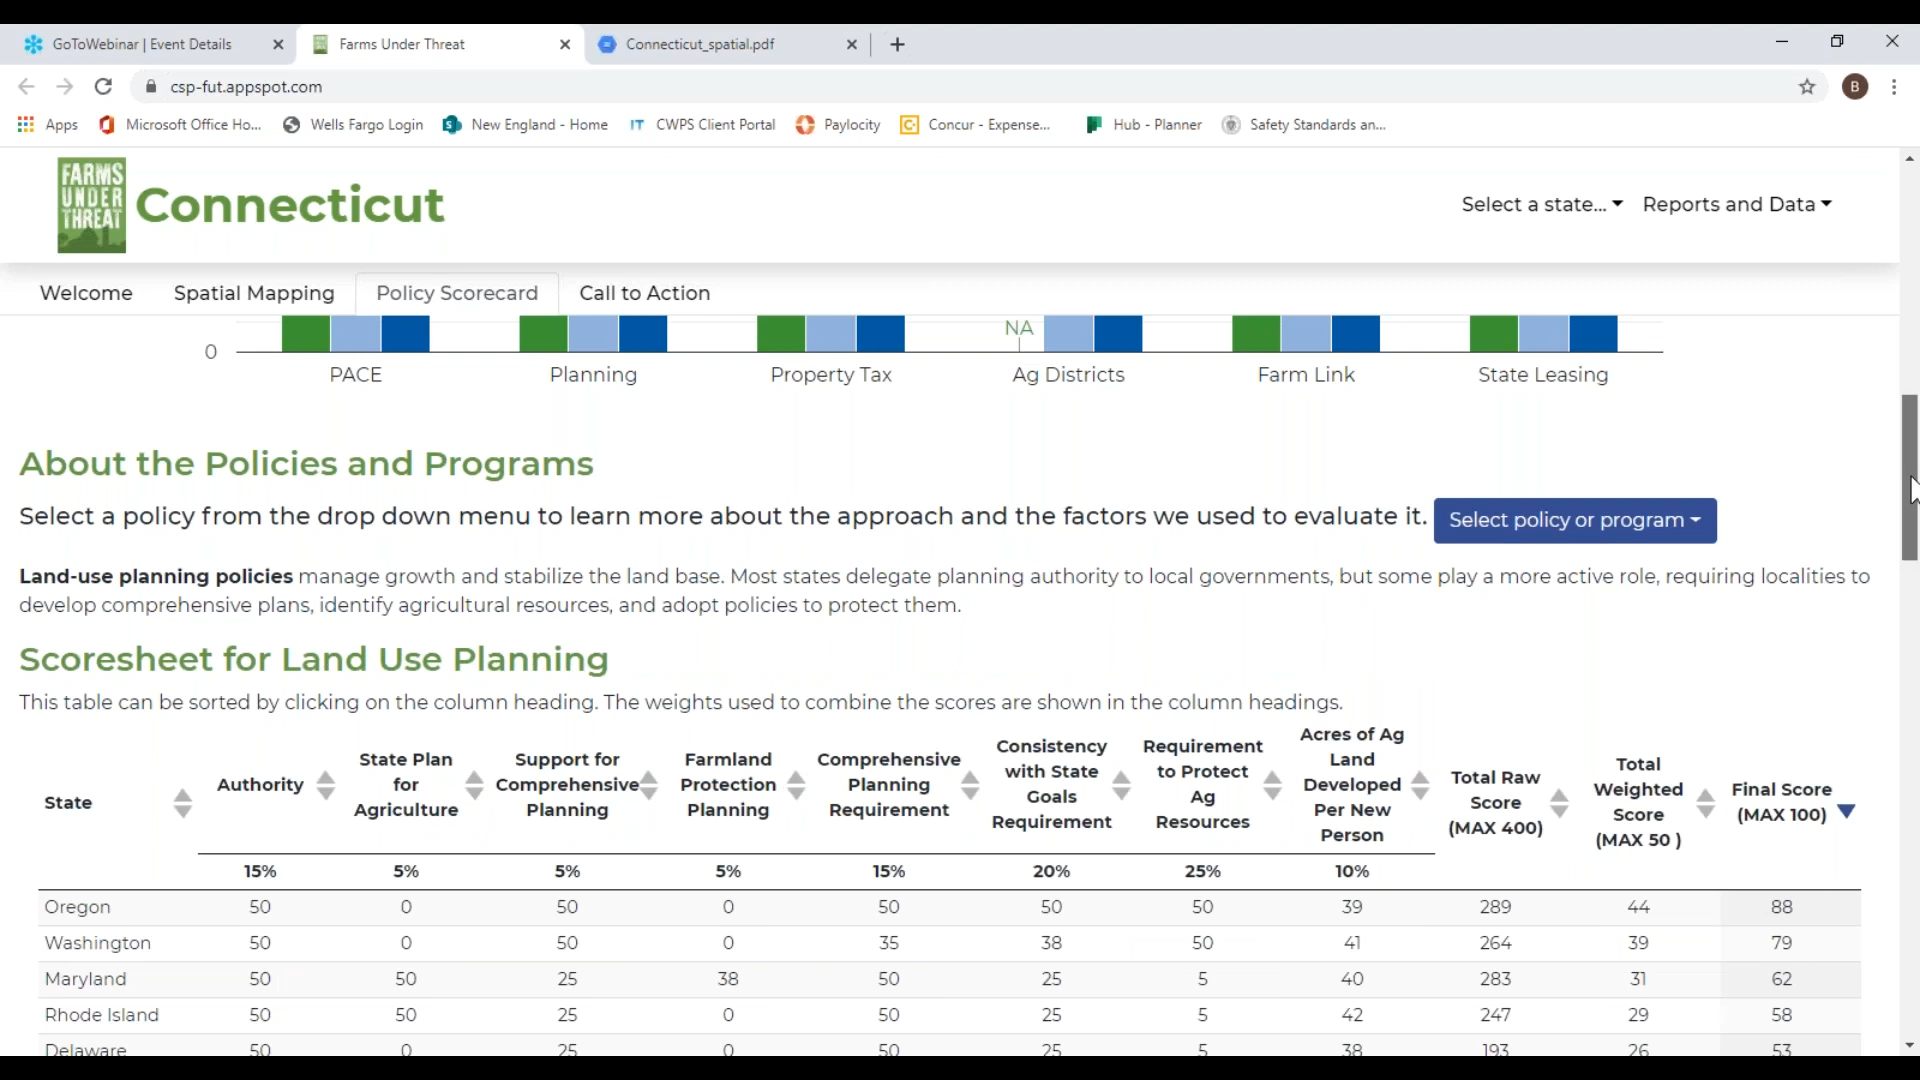 GoToWebinar | Event Details
Farms Under Threat
Connecticut_spatial.pdf
csp-fut.appspot.com
B
Apps
Microsoft Office Ho...
Wells Fargo Login
S
New England - Home
IT
CWPS Client Portal
Paylocity
C
Concur - Expense...
Hub - Planner
Safety Standards an...
FARMS
UNDER
THREAT
Connecticut
Select a state...
Reports and Data
Welcome
Spatial Mapping
Policy Scorecard
Call to Action
NA
0
PACE
Planning
Property Tax
Ag Districts
Farm Link
State Leasing
About the Policies and Programs
Select a policy from the drop down menu to learn more about the approach and the factors we used to evaluate it.
Select policy or program
Land-use planning policies manage growth and stabilize the land base. Most states delegate planning authority to local governments, but some play a more active role, requiring localities to
develop comprehensive plans, identify agricultural resources, and adopt policies to protect them.
Scoresheet for Land Use Planning
This table can be sorted by clicking on the column heading. The weights used to combine the scores are shown in the column headings.
State
Authority
State Plan
for
Agriculture
Support for
Comprehensive
Planning
Farmland
Protection
Planning
Comprehensive
Planning
Requirement
Consistency
with State
Goals
Requirement
Requirement
to Protect
Ag
Resources
Acres of Ag
Land
Developed
Per New
Person
Total Raw
Score
(MAX 400)
Total
Weighted
Score
(MAX 50 )
Final Score
(MAX 100)
15% 5% 5% 5% 15% 20% 25% 10%
Oregon 50 0 50 0 50 50 50 39 289 44 88
Washington 50 0 50 0 35 38 50 41 264 39 79
Maryland 50 50 25 38 50 25 5 40 283 31 62
Rhode Island 50 50 25 0 50 25 5 42 247 29 58
Delaware 50 0 25 0 50 25 5 38 193 26 53